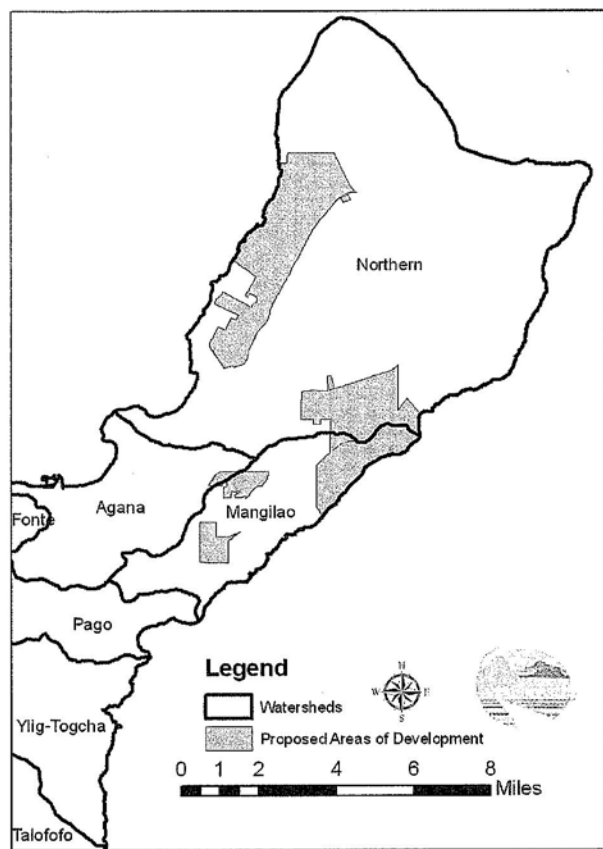 Northern
Agana
Fonte
Mangilao
Pago
Ylig-Togcha
Talofofo
Legend
Watersheds
Proposed Areas of Development
N
W
E
S
0 1 2 4 6 8
Miles